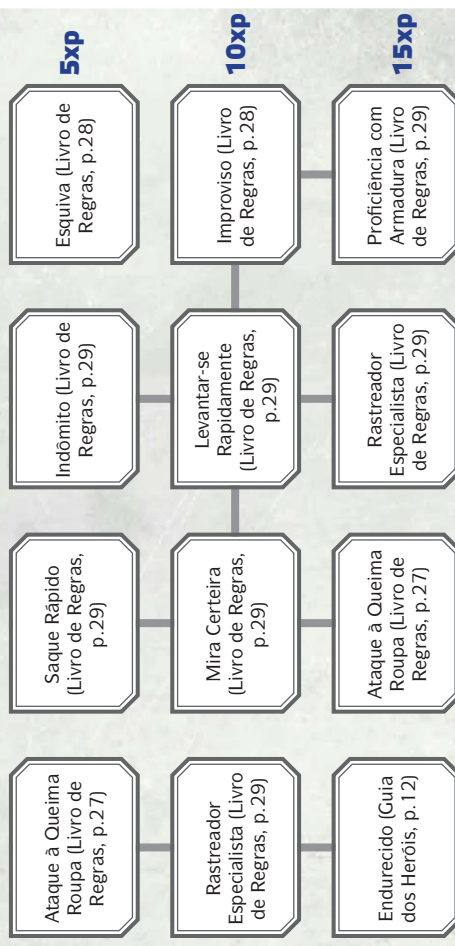 Ataque à Queima
Roupa (Livro de
Regras, p.27)
Saque Rápido
(Livro de Regras,
p.29)
Indômito (Livro de
Regras, p.29)
Esquiva (Livro de
Regras, p.28)
5xp
Rastreador
Especialista (Livro
de Regras, p.29)
Mira Certeira
(Livro de Regras,
p.29)
Levantar-se
Rapidamente
(Livro de Regras,
p.29)
Improviso (Livro
de Regras, p.28)
10xp
Endurecido (Guia
dos Heróis, p.12)
Ataque à Queima
Roupa (Livro de
Regras, p.27)
Rastreador
Especialista (Livro
de Regras, p.29)
Proficiência com
Armadura (Livro
de Regras, p.29)
15xp